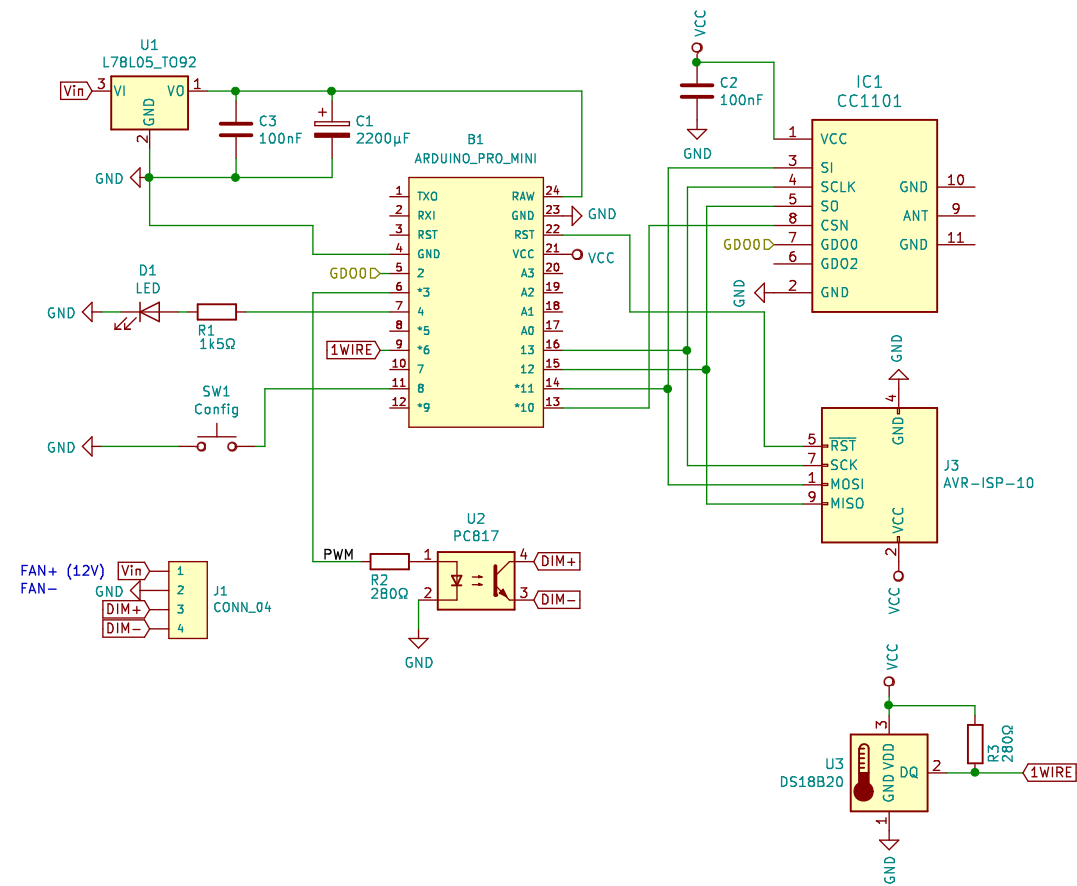 U1
L78L05_TO92
Vin
3
VI
VO
1
GND
2
GND
C3
100nF
C1
2200µF
+
B1
ARDUINO_PRO_MINI
1 TXO
2 RXI
3 RST
4 GND
GDO0 5 2
6 *3
7 4
8 *5
1WIRE 9 *6
10 7
11 8
12 *9
RAW 24
GND 23 GND
RST 22
VCC 21 VCC
A3 20
A2 19
A1 18
A0 17
13 16
12 15
*11 14
*10 13
D1
LED
GND
R1
1k5Ω
SW1
Config
GND
VCC
C2
100nF
GND
IC1
CC1101
1 VCC
3 SI
4 SCLK
5 SO
8 CSN
GDO0 7 GDO0
6 GDO2
GND 2 GND
GND 10
ANT 9
GND 11
GND
4
GND
5 RST
7 SCK
1 MOSI
9 MISO
VCC
2
VCC
J3
AVR-ISP-10
U2
PC817
PWM
R2
280Ω
1
2
4 DIM+
3 DIM-
GND
FAN+ (12V)
FAN-
Vin 1
GND 2
DIM+ 3
DIM- 4
J1
CONN_04
VCC
3
VDD
U3
DS18B20
DQ 2
GND
1
GND
R3
280Ω
1WIRE